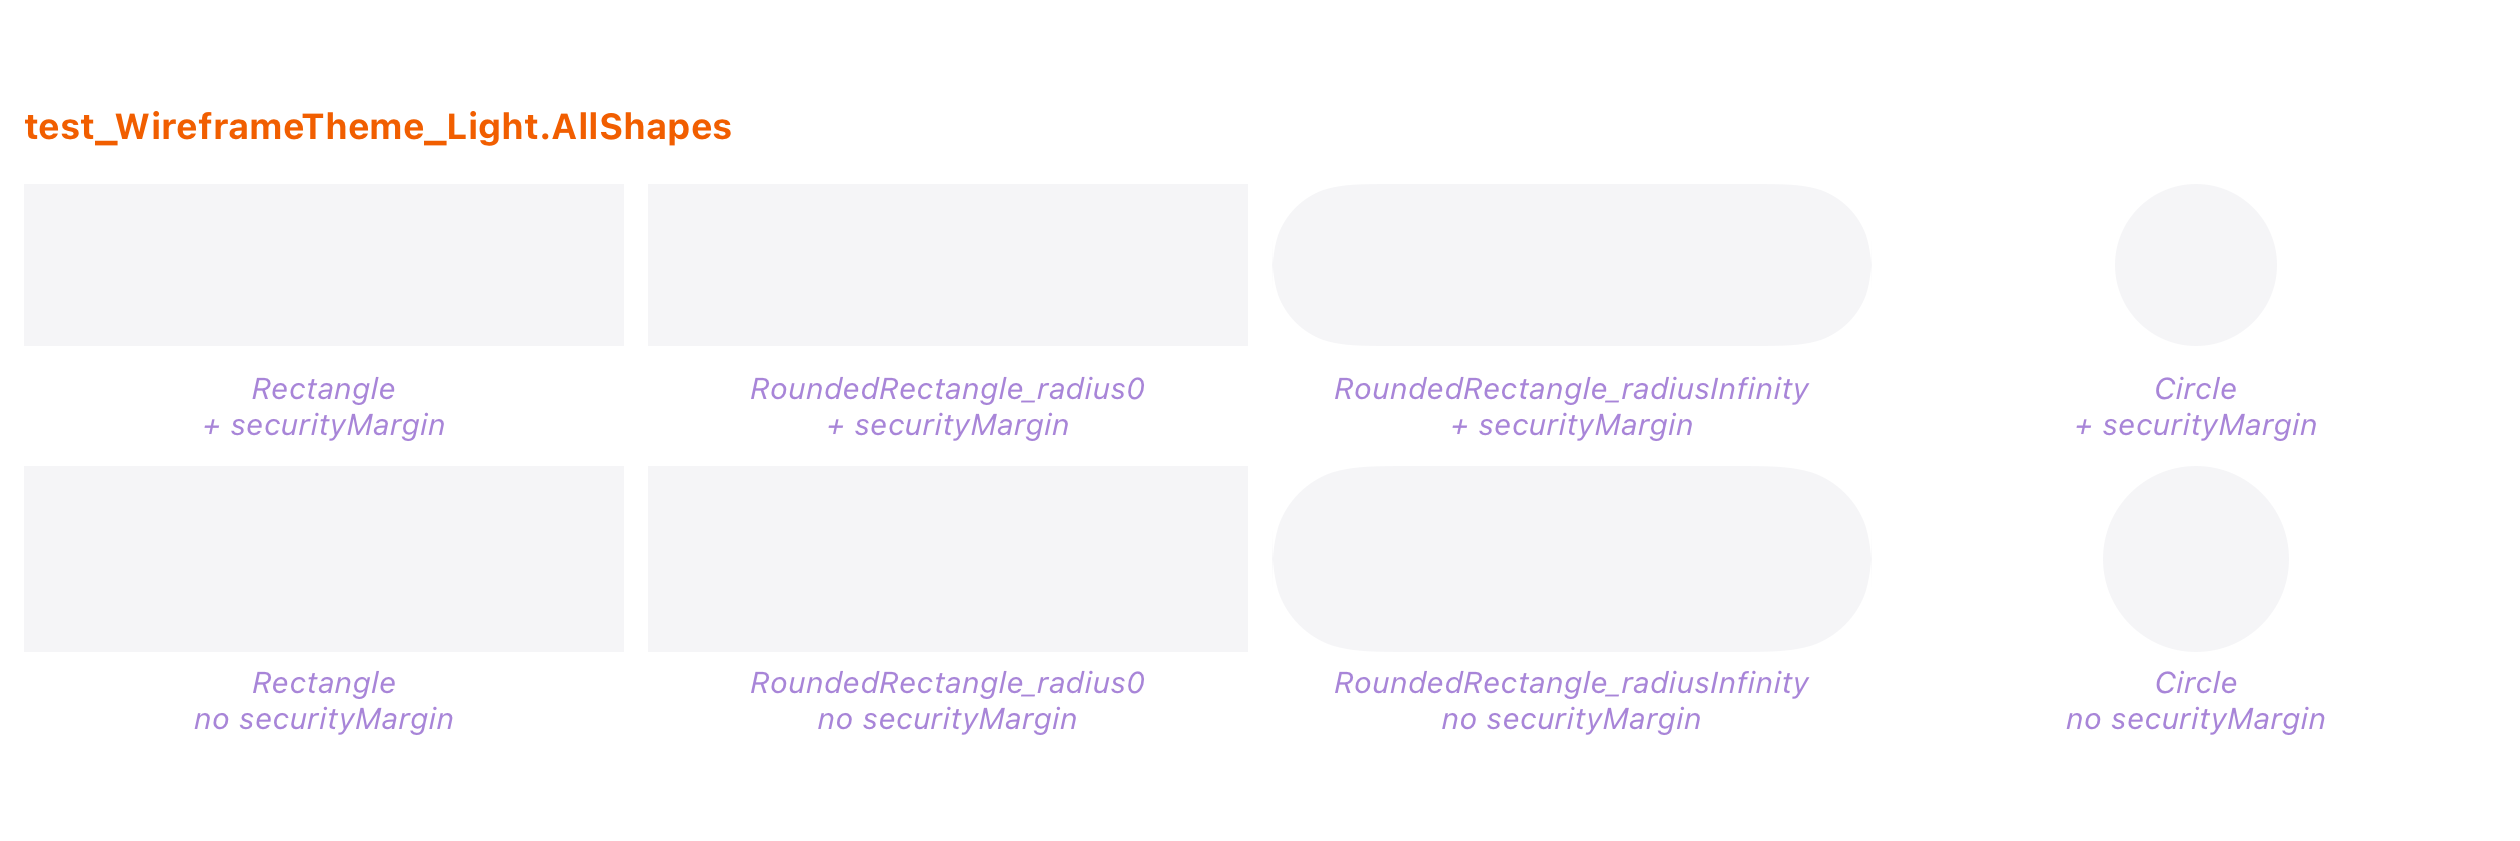 test_WireframeTheme_Light.AllShapes
Rectangle
+ securityMargin
RoundedRectangle_radius0
+ securityMargin
RoundedRectangle_radiusInfinity
+ securityMargin
Circle
+ securityMargin
Rectangle
no securityMargin
RoundedRectangle_radius0
no securityMargin
RoundedRectangle_radiusInfinity
no securityMargin
Circle
no securityMargin